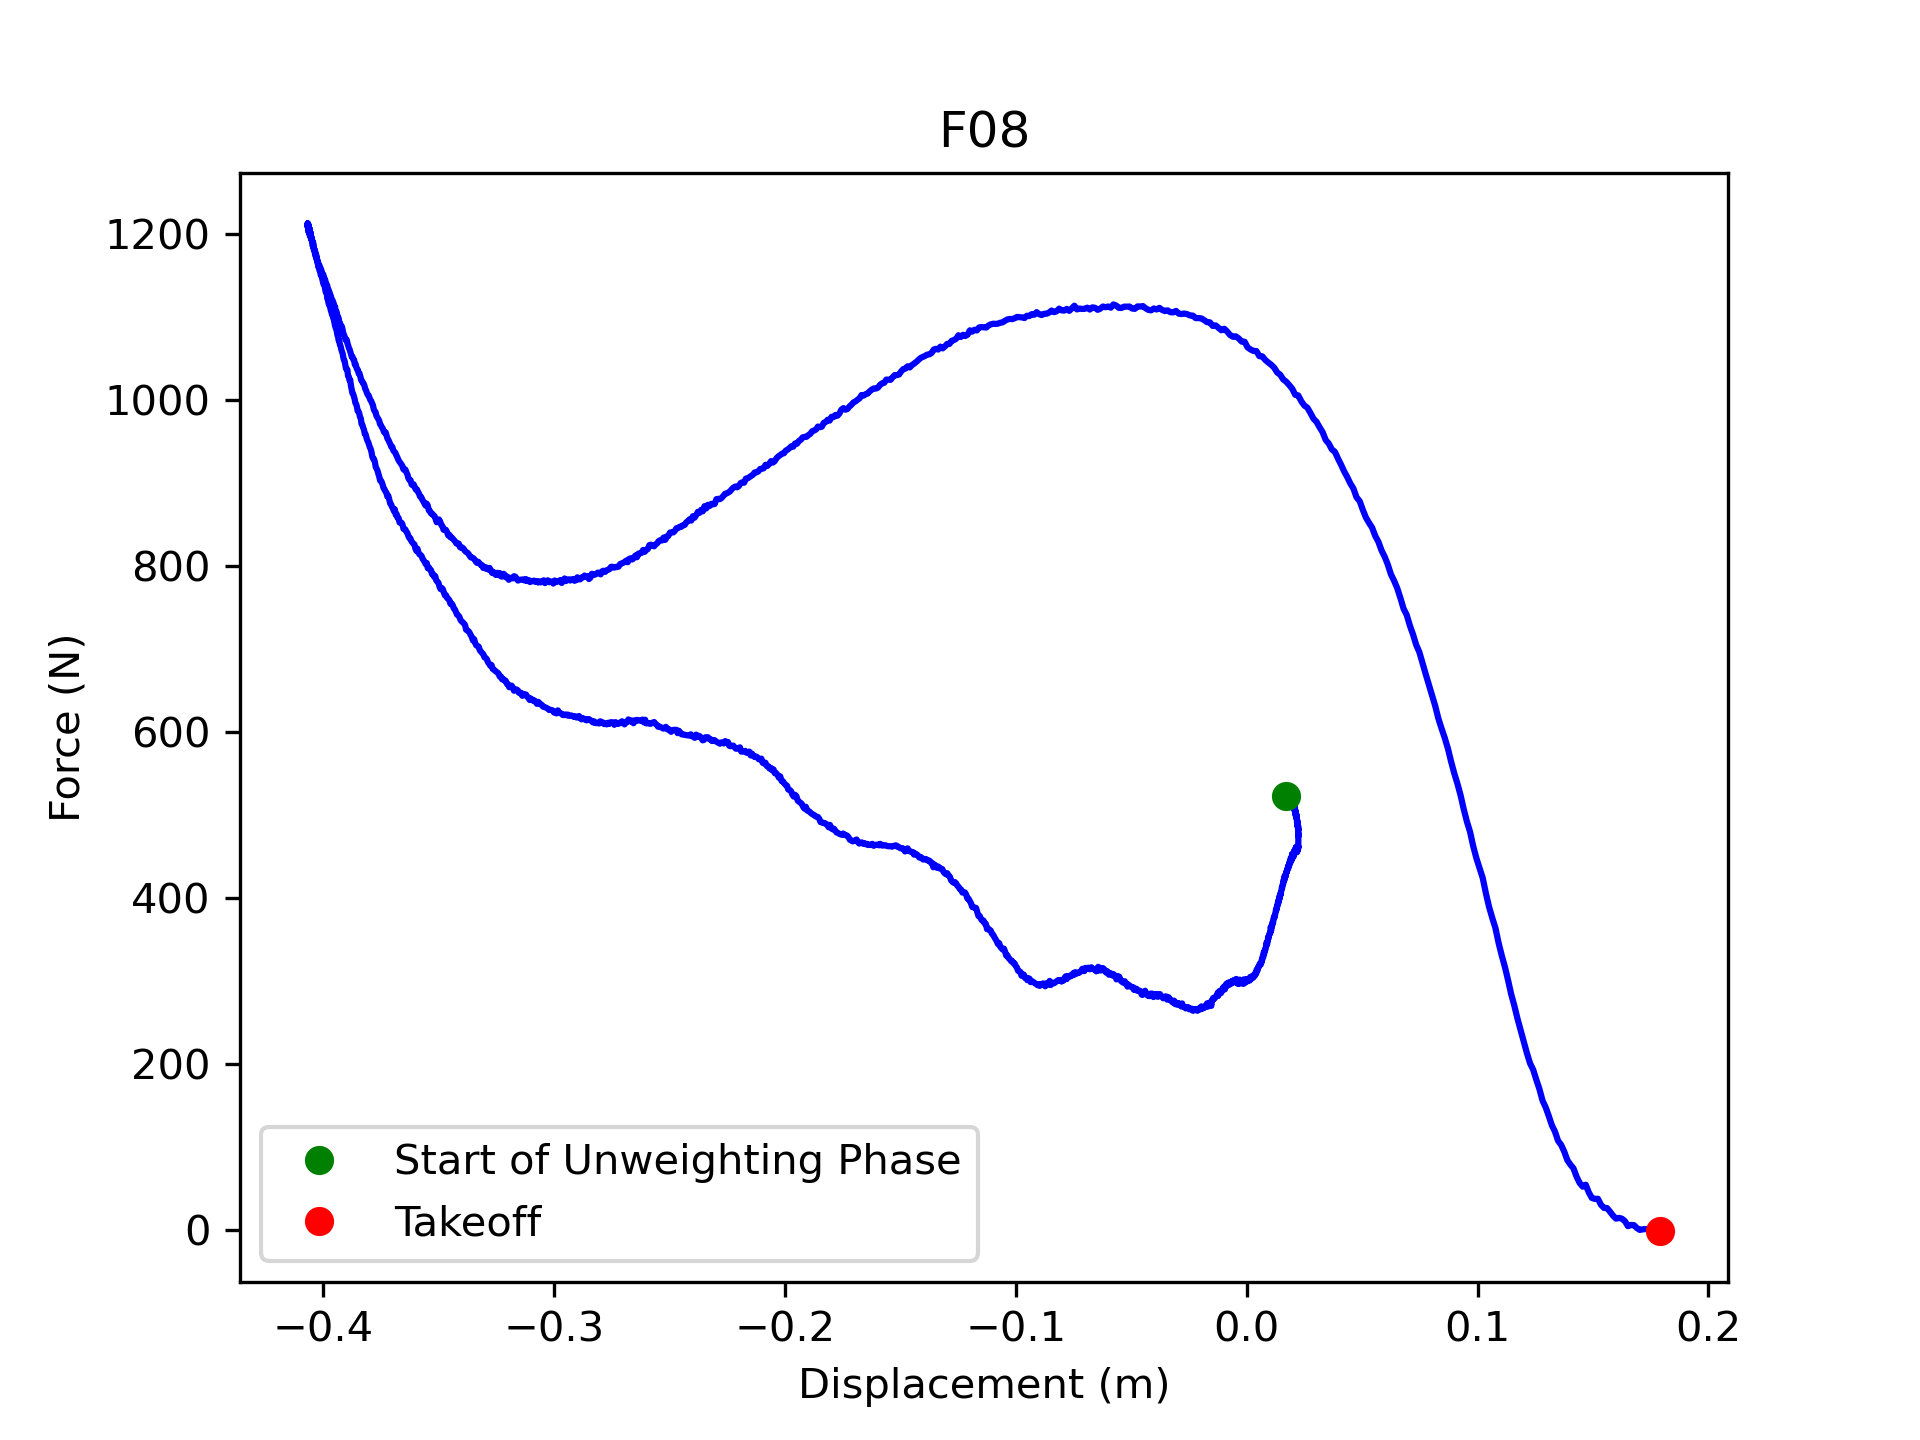 F08
1200
1000
800
600
400
200
0
Force (N)
Start of Unweighting Phase
Takeoff
−0.4 −0.3 −0.2 −0.1 0.0 0.1 0.2
Displacement (m)